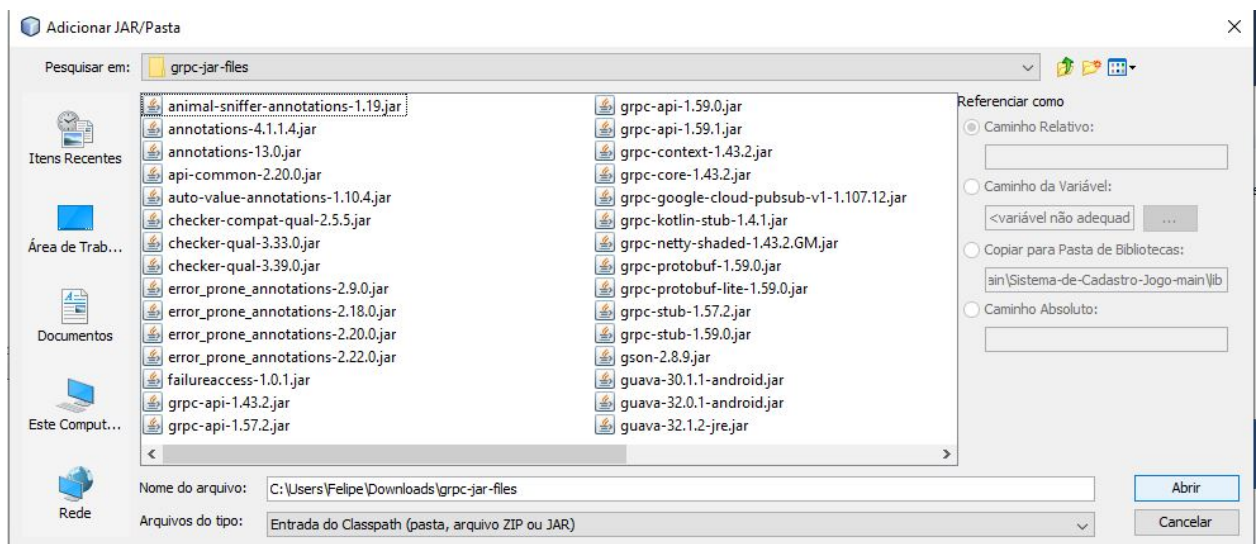 Adicionar JAR/Pasta
Pesquisar em:
grpc-jar-files
Itens Recentes
Área de Trab...
Documentos
Este Comput...
Rede
animal-sniffer-annotations-1.19.jar
annotations-4.1.1.4.jar
annotations-13.0.jar
api-common-2.20.0.jar
auto-value-annotations-1.10.4.jar
checker-compat-qual-2.5.5.jar
checker-qual-3.33.0.jar
checker-qual-3.39.0.jar
error_prone_annotations-2.9.0.jar
error_prone_annotations-2.18.0.jar
error_prone_annotations-2.20.0.jar
error_prone_annotations-2.22.0.jar
failureaccess-1.0.1.jar
grpc-api-1.43.2.jar
grpc-api-1.57.2.jar
grpc-api-1.59.0.jar
grpc-api-1.59.1.jar
grpc-context-1.43.2.jar
grpc-core-1.43.2.jar
grpc-google-cloud-pubsub-v1-1.107.12.jar
grpc-kotlin-stub-1.4.1.jar
grpc-netty-shaded-1.43.2.GM.jar
grpc-protobuf-1.59.0.jar
grpc-protobuf-lite-1.59.0.jar
grpc-stub-1.57.2.jar
grpc-stub-1.59.0.jar
gson-2.8.9.jar
guava-30.1.1-android.jar
guava-32.0.1-android.jar
guava-32.1.2-jre.jar
Referenciar como
Caminho Relativo:
Caminho da Variável:
<variável não adequad
...
Copiar para Pasta de Bibliotecas:
ain\Sistema-de-Cadastro-Jogo-main\lib
Caminho Absoluto:
Nome do arquivo:
C:\Users\Felipe\Downloads\grpc-jar-files
Abrir
Arquivos do tipo:
Entrada do Classpath (pasta, arquivo ZIP ou JAR)
Cancelar